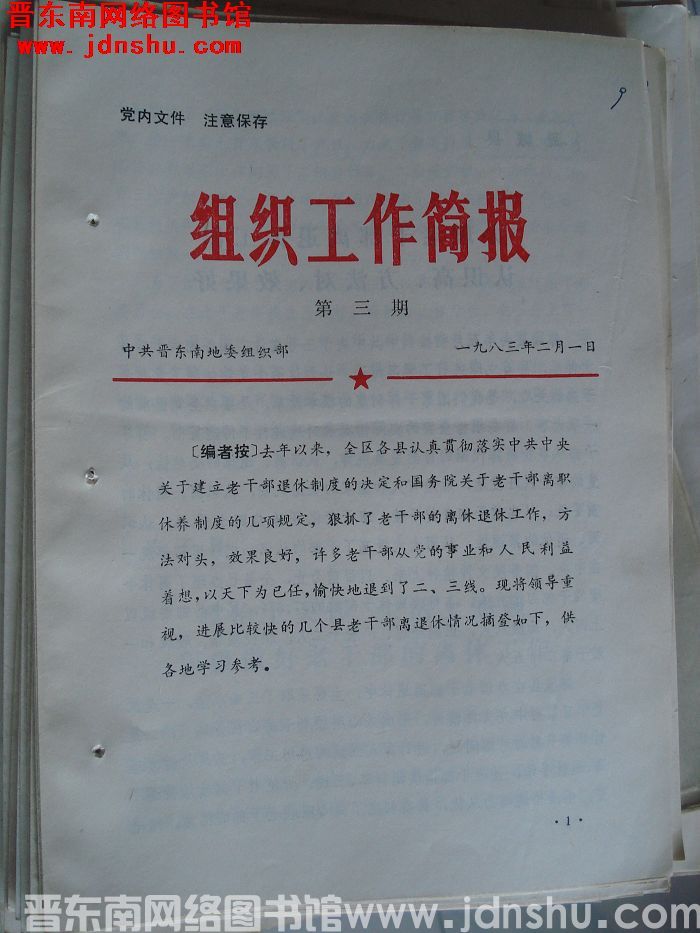 晋东南网络图书馆
www.jdnshu.com
党内文件　注意保存
组织工作简报
第三期
中共晋东南地委组织部　一九八三年二月一日
〔编者按〕去年以来，全区各县认真贯彻落实中共中央
关于建立老干部退休制度的决定和国务院关于老干部离职
休养制度的几项规定，狠抓了老干部的离休退休工作，方
法对头，效果良好，许多老干部从党的事业和人民利益
着想，以天下为已任，愉快地退到了二、三线。现将领导重
视，进展比较快的几个县老干部离退休情况摘登如下，供
各地学习参考。
·1·
晋东南网络图书馆 www.jdnshu.com